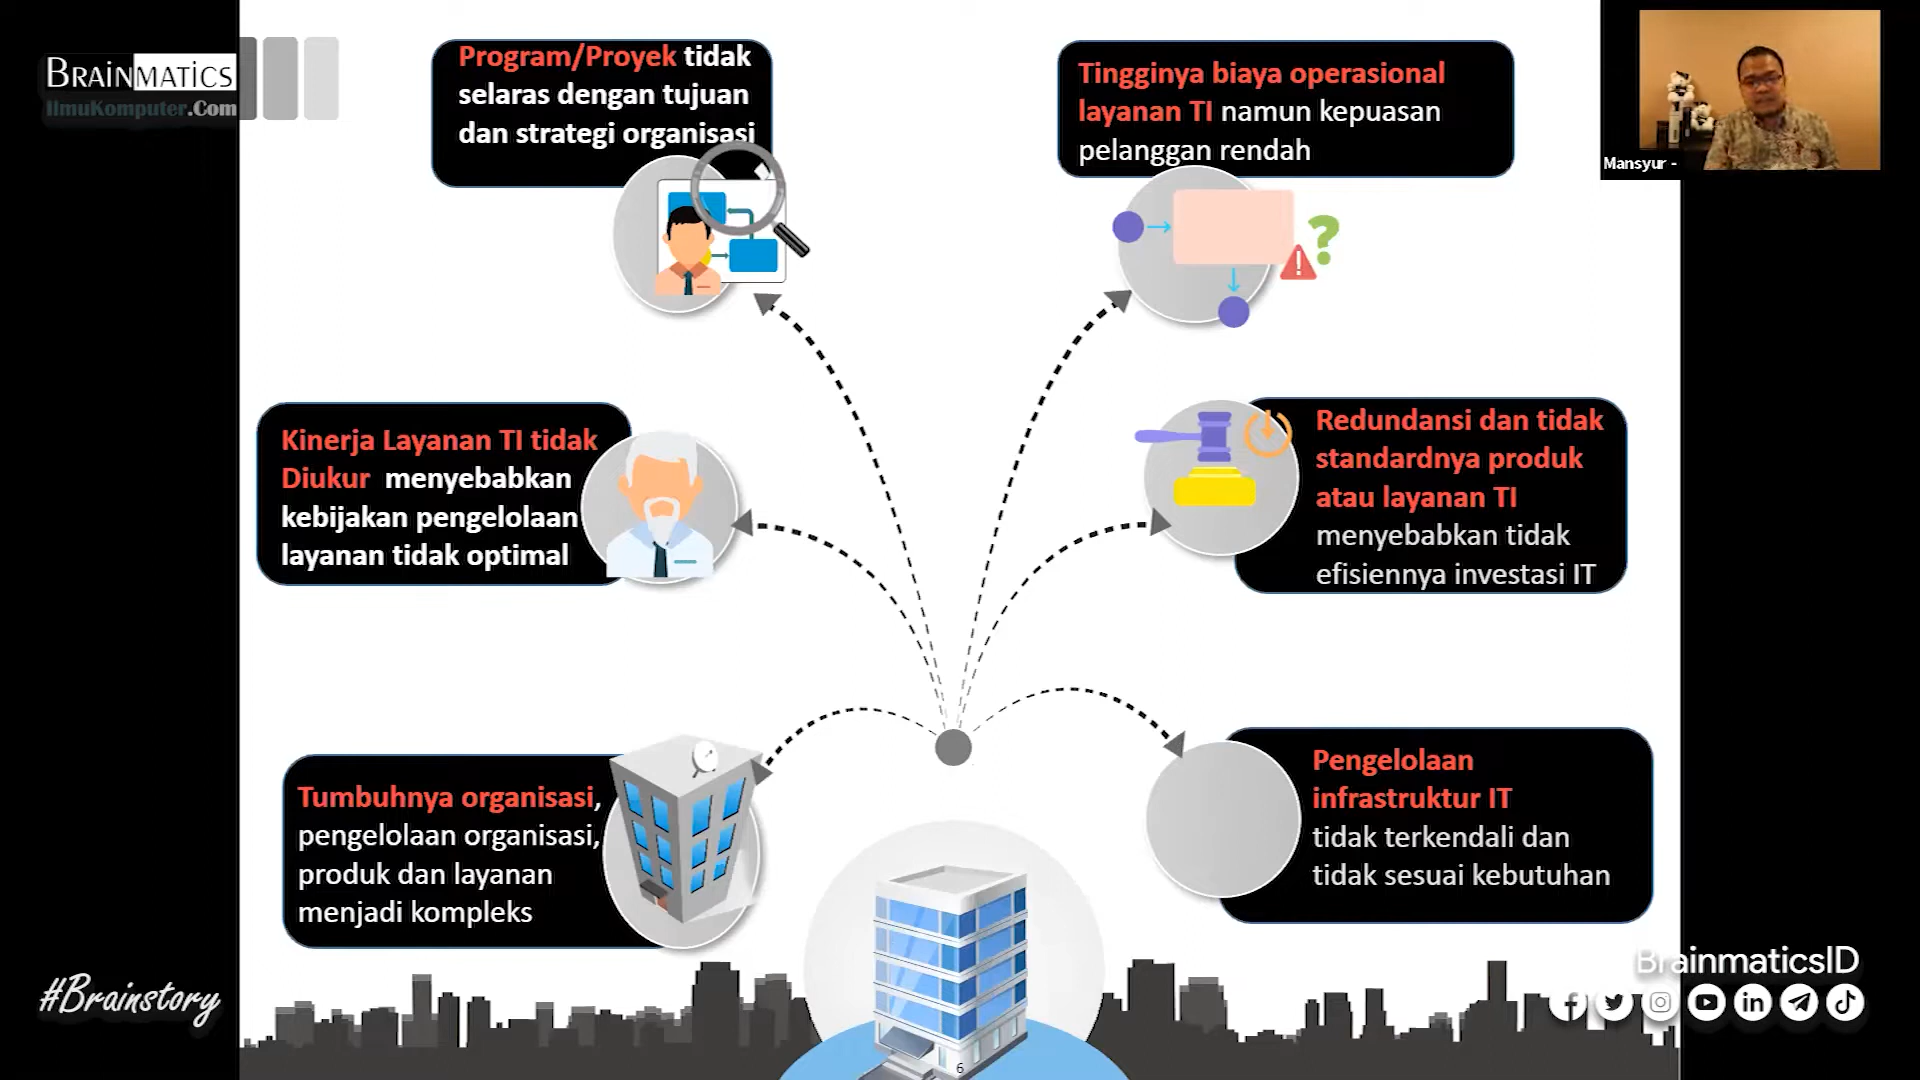 BRAINMATICS
IlmuKomputer.Com
Program/Proyek tidak
selaras dengan tujuan
dan strategi organisasi
Tingginya biaya operasional
layanan TI namun kepuasan
pelanggan rendah
Mansyur -
Kinerja Layanan TI tidak
Diukur menyebabkan
kebijakan pengelolaan
layanan tidak optimal
Redundansi dan tidak
standardnya produk
atau layanan TI
menyebabkan tidak
efisiennya investasi IT
Tumbuhnya organisasi,
pengelolaan organisasi,
produk dan layanan
menjadi kompleks
Pengelolaan
infrastruktur IT
tidak terkendali dan
tidak sesuai kebutuhan
#Brainstory
BrainmaticsID
6